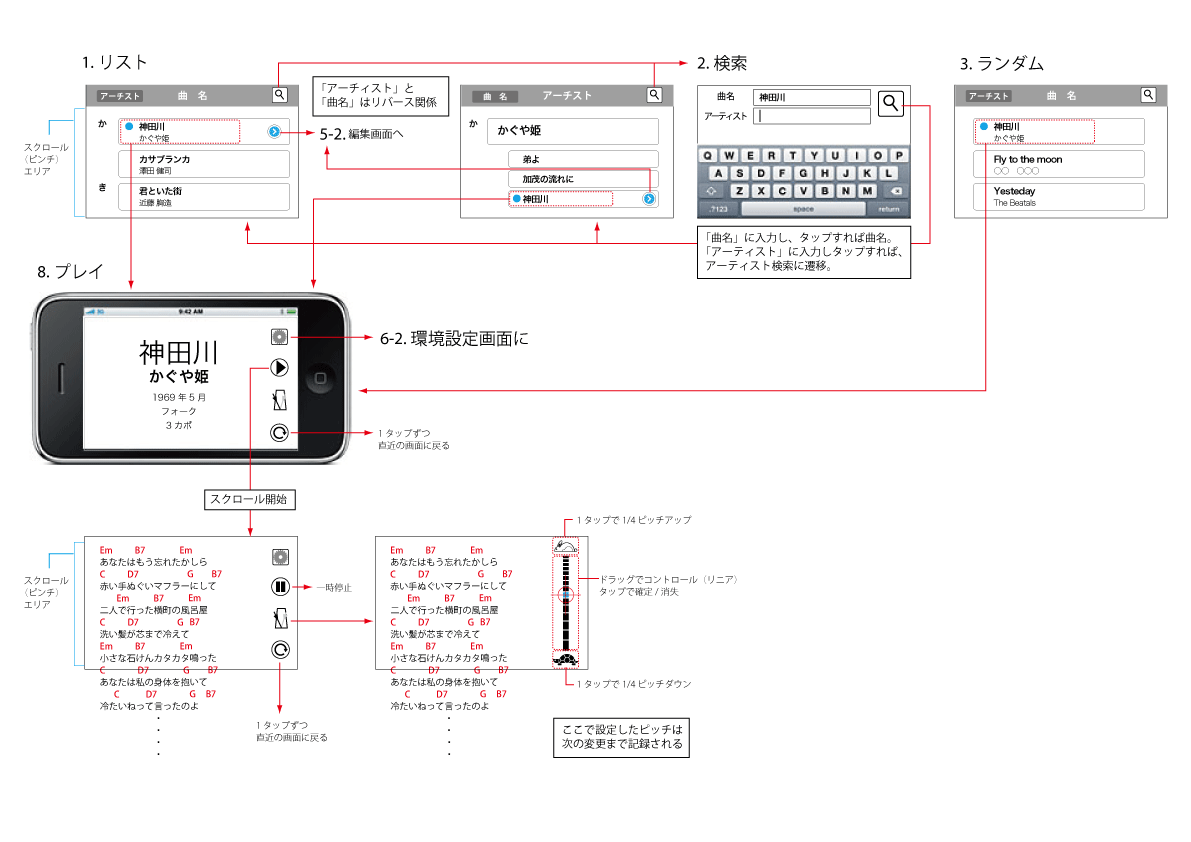 1. リスト
アーチスト
曲　名
スクロール
（ピンチ）
エリア
か
神田川
かぐや姫
カサブランカ
澤田 健司
き
君といた街
近藤 胸造
「アーティスト」と
「曲名」はリバース関係
5-2. 編集画面へ
曲　名
アーチスト
か
かぐや姫
弟よ
加茂の流れに
神田川
2. 検索
曲名
神田川
アーティスト
Q W E R T Y U I O P
A S D F G H J K L
Z X C V B N M
.?123
space
return
「曲名」に入力し、タップすれば曲名。
「アーティスト」に入力しタップすれば、
アーティスト検索に遷移。
3. ランダム
アーチスト
曲　名
神田川
かぐや姫
Fly to the moon
○○　○○○
Yesteday
The Beatals
8. プレイ
3G
9:42 AM
神田川
かぐや姫
1969 年 5 月
フォーク
3 カポ
6-2. 環境設定画面に
1 タップずつ
直近の画面に戻る
スクロール開始
スクロール
（ピンチ）
エリア
Em B7 Em
あなたはもう忘れたかしら
C D7 G B7
赤い手ぬぐいマフラーにして
Em B7 Em
二人で行った横町の風呂屋
C D7 G B7
洗い髪が芯まで冷えて
Em B7 Em
小さな石けんカタカタ鳴った
C D7 G B7
あなたは私の身体を抱いて
C D7 G B7
冷たいねって言ったのよ
一時停止
1 タップずつ
直近の画面に戻る
Em B7 Em
あなたはもう忘れたかしら
C D7 G B7
赤い手ぬぐいマフラーにして
Em B7 Em
二人で行った横町の風呂屋
C D7 G B7
洗い髪が芯まで冷えて
Em B7 Em
小さな石けんカタカタ鳴った
C D7 G B7
あなたは私の身体を抱いて
C D7 G B7
冷たいねって言ったのよ
1 タップで 1/4 ピッチアップ
ドラッグでコントロール（リニア）
タップで確定 / 消失
1 タップで 1/4 ピッチダウン
ここで設定したピッチは
次の変更まで記録される